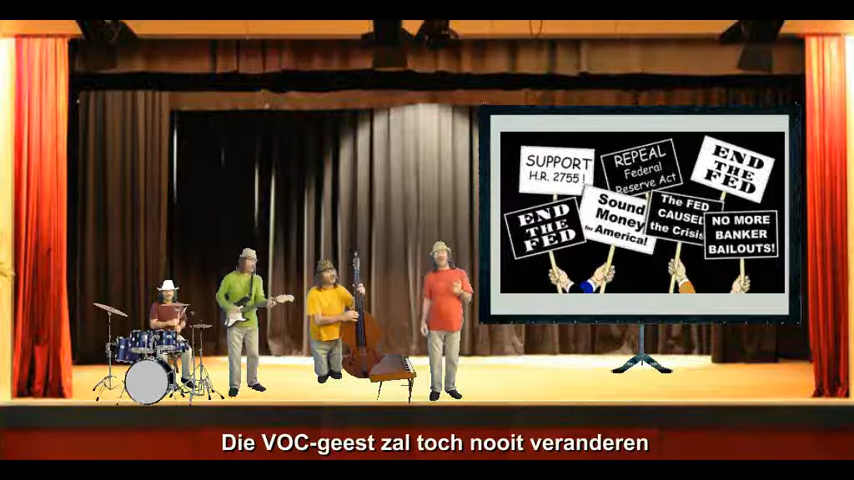 SUPPORT
H.R. 2755 !
REPEAL
Federal
Reserve Act
END
THE
FED
END
THE
FED
Sound
Money
for America!
The FED
CAUSED
the Crisis
NO MORE
BANKER
BAILOUTS!
Die VOC-geest zal toch nooit veranderen